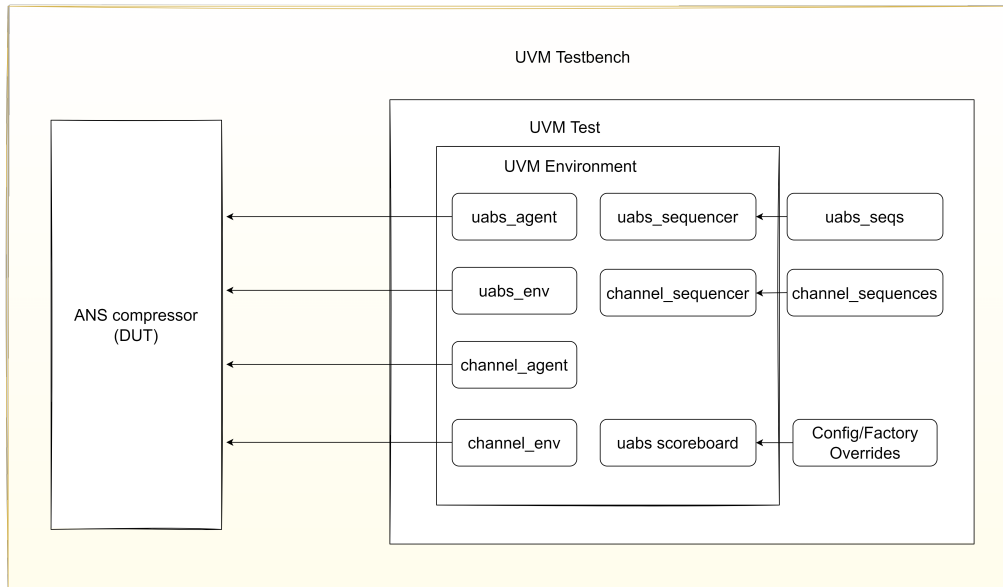 UVM Testbench
UVM Test
UVM Environment
uabs_agent
uabs_sequencer
uabs_seqs
uabs_env
channel_sequencer
channel_sequences
ANS compressor
(DUT)
channel_agent
channel_env
uabs scoreboard
Config/Factory
Overrides